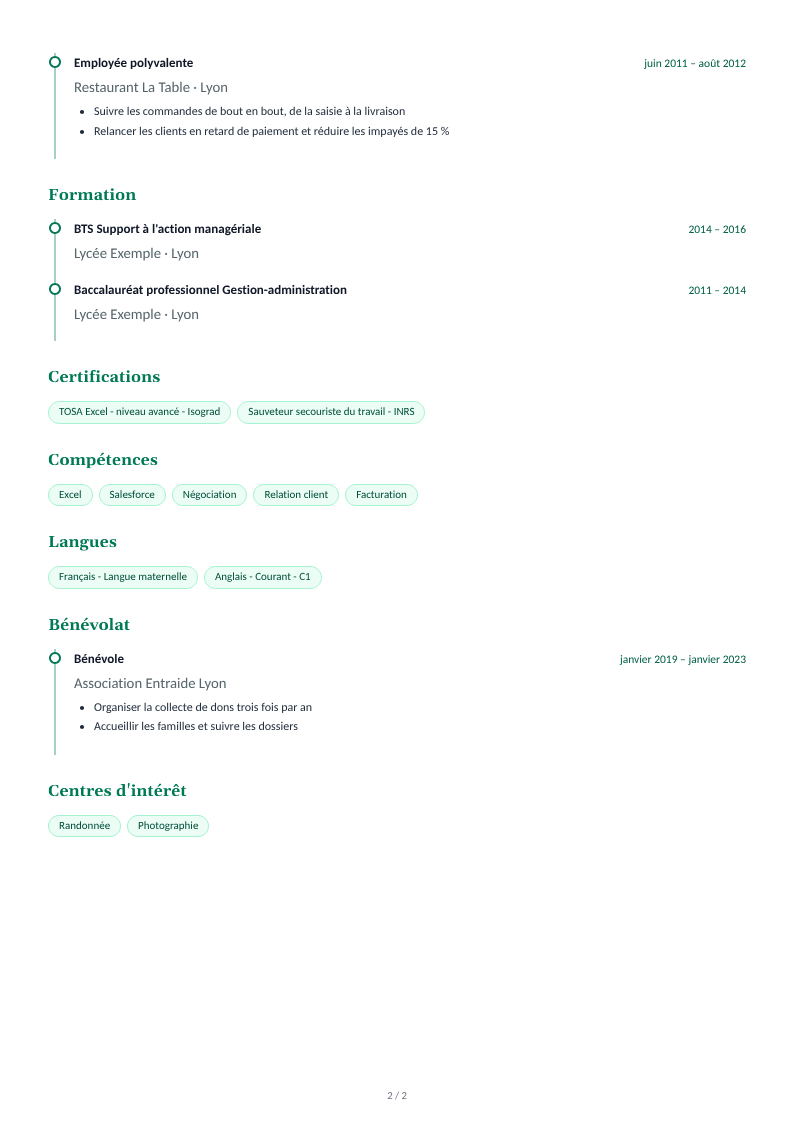 Employée polyvalente juin 2011 – août 2012
Restaurant La Table · Lyon
• Suivre les commandes de bout en bout, de la saisie à la livraison
• Relancer les clients en retard de paiement et réduire les impayés de 15 %
Formation
BTS Support à l'action managériale 2014 – 2016
Lycée Exemple · Lyon
Baccalauréat professionnel Gestion-administration 2011 – 2014
Lycée Exemple · Lyon
Certifications
TOSA Excel - niveau avancé - Isograd Sauveteur secouriste du travail - INRS
Compétences
Excel Salesforce Négociation Relation client Facturation
Langues
Français - Langue maternelle Anglais - Courant - C1
Bénévolat
Bénévole janvier 2019 – janvier 2023
Association Entraide Lyon
• Organiser la collecte de dons trois fois par an
• Accueillir les familles et suivre les dossiers
Centres d'intérêt
Randonnée Photographie
2 / 2